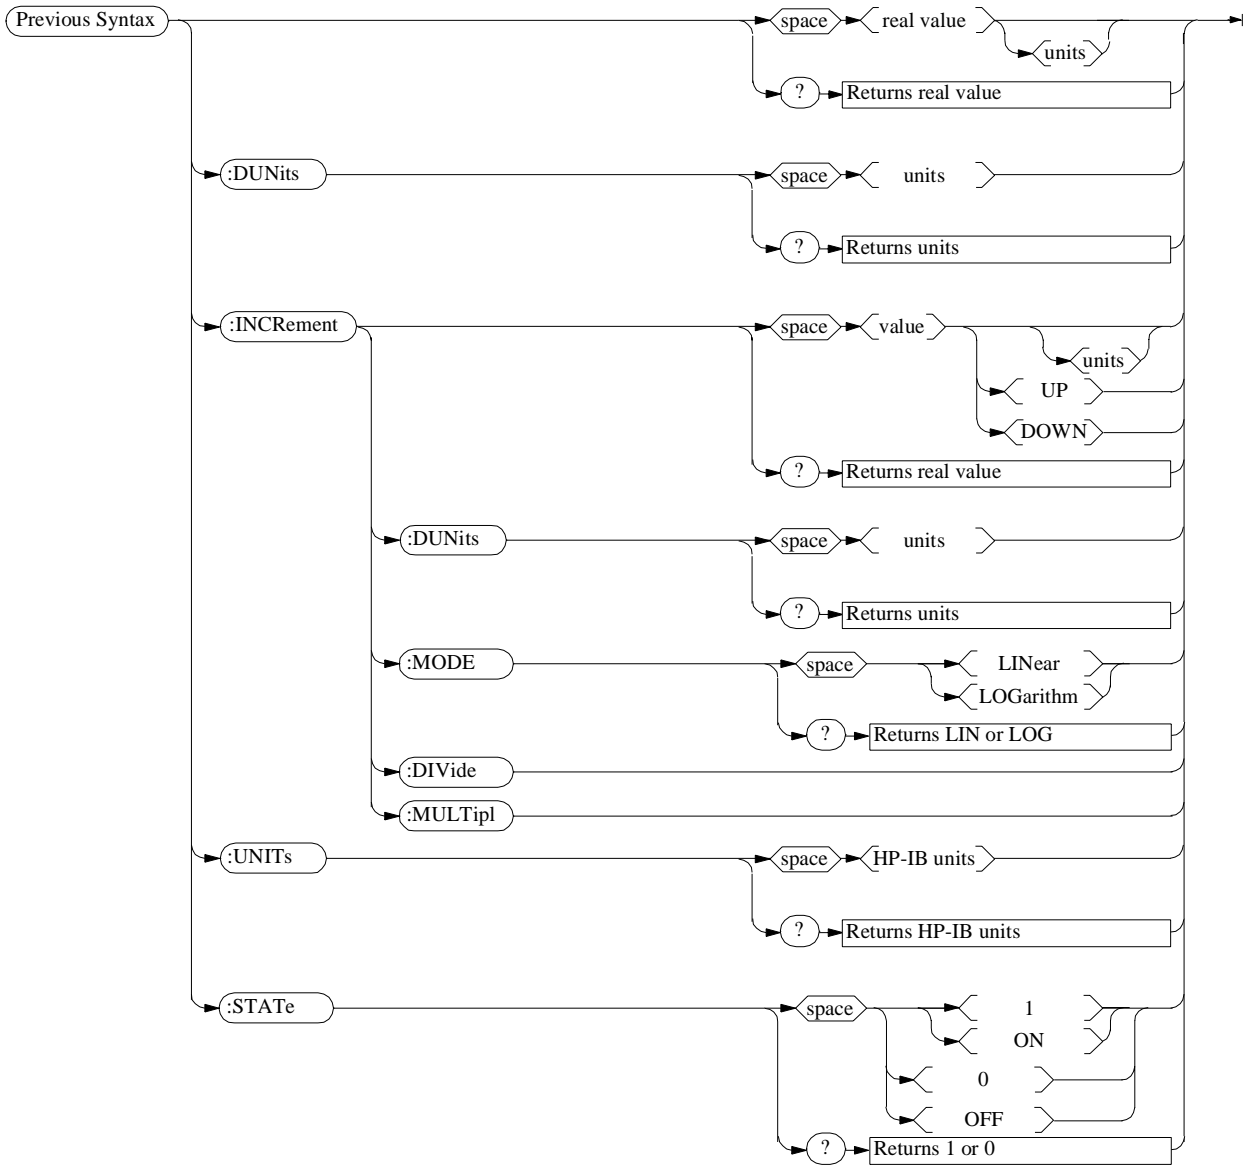 Previous Syntax space real value
units
? Returns real value
:DUNits space units
? Returns units
:INCRement space value
units
UP
DOWN
? Returns real value
:DUNits space units
? Returns units
:MODE space LINear
LOGarithm
? Returns LIN or LOG
:DIVide
:MULTipl
:UNITs space HP-IB units
? Returns HP-IB units
:STATe space 1
ON
0
OFF
? Returns 1 or 0